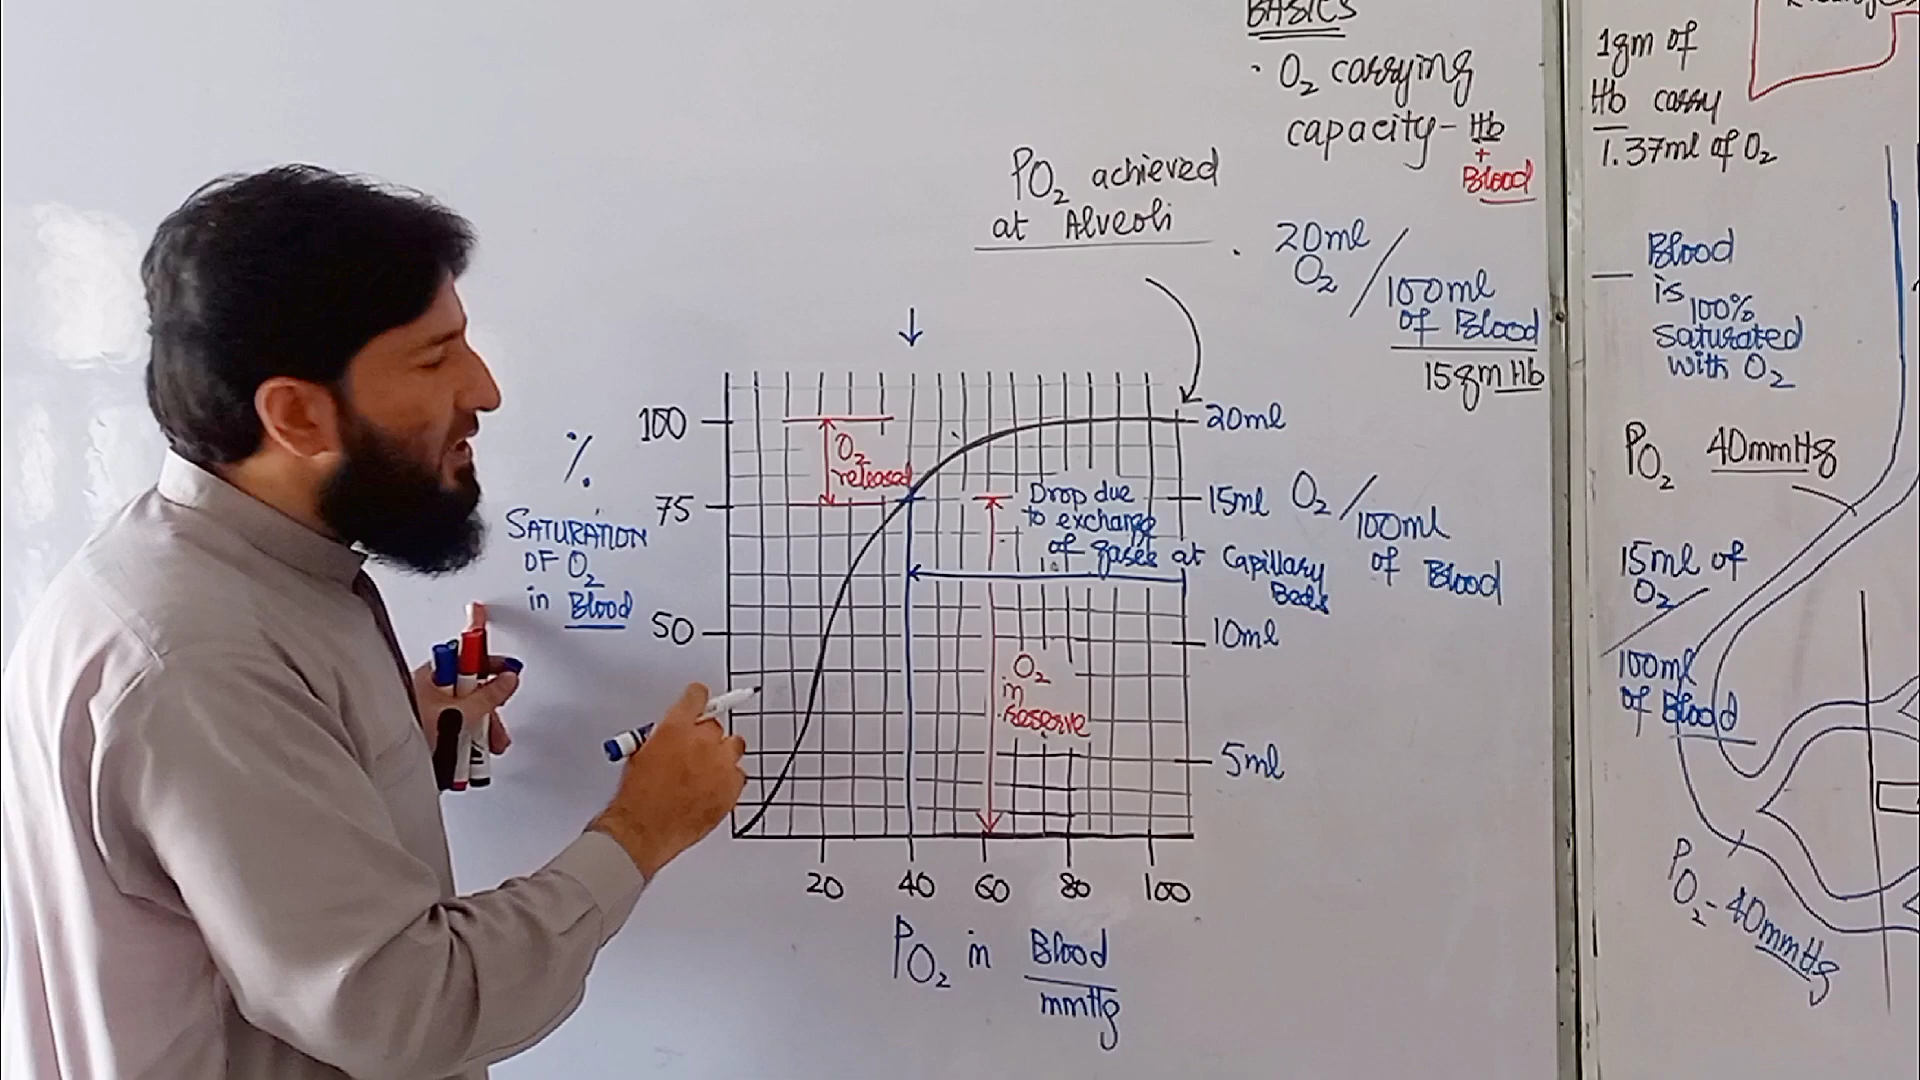 BASICS
· O₂ carrying
capacity - Hb
+
Blood
PO₂ achieved
at Alveoli
· 20ml
O₂ / 100ml
of Blood
15gm Hb
%
SATURATION
OF O₂
in Blood
100
75
50
O₂
released
Drop due
to exchange
of gases at Capillary
Beds
O₂
in
reserve
20ml
15ml O₂ / 100ml
of Blood
10ml
5ml
20 40 60 80 100
PO₂ in Blood
mmHg
1gm of
Hb carry
1.37ml of O₂
Blood
is
100%
saturated
with O₂
PO₂ 40mmHg
15ml of
O₂
100ml
of Blood
PO₂ - 40mmHg